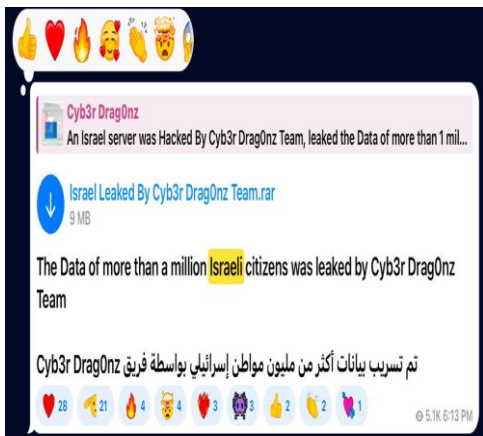 Cyb3r Drag0nz
An Israel server was Hacked By Cyb3r Drag0nz Team, leaked the Data of more than 1 mil...
Israel Leaked By Cyb3r Drag0nz Team.rar
9 MB
The Data of more than a million Israeli citizens was leaked by Cyb3r Drag0nz
Team
تم تسريب بيانات أكثر من مليون مواطن إسرائيلي بواسطة فريق Cyb3r Drag0nz
28 21 4 4 3 3 2 2 1 5.1K 6:13 PM